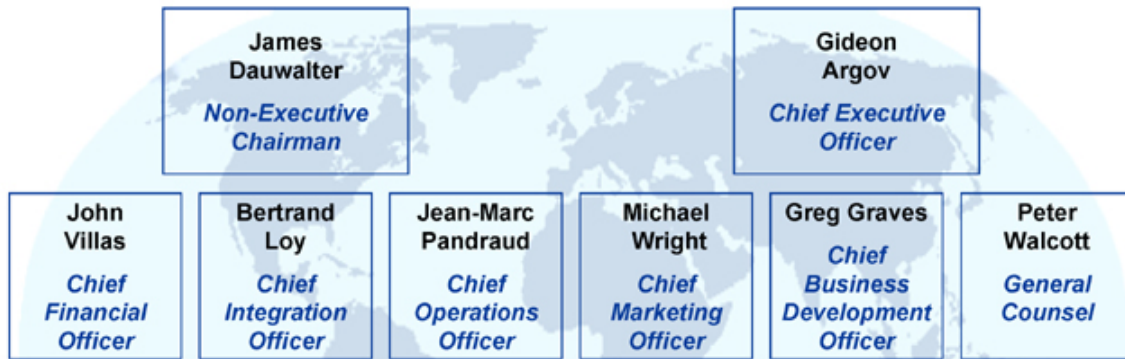 James
Dauwalter
Non-Executive
Chairman
Gideon
Argov
Chief Executive
Officer
John
Villas
Chief
Financial
Officer
Bertrand
Loy
Chief
Integration
Officer
Jean-Marc
Pandraud
Chief
Operations
Officer
Michael
Wright
Chief
Marketing
Officer
Greg Graves
Chief
Business
Development
Officer
Peter
Walcott
General
Counsel